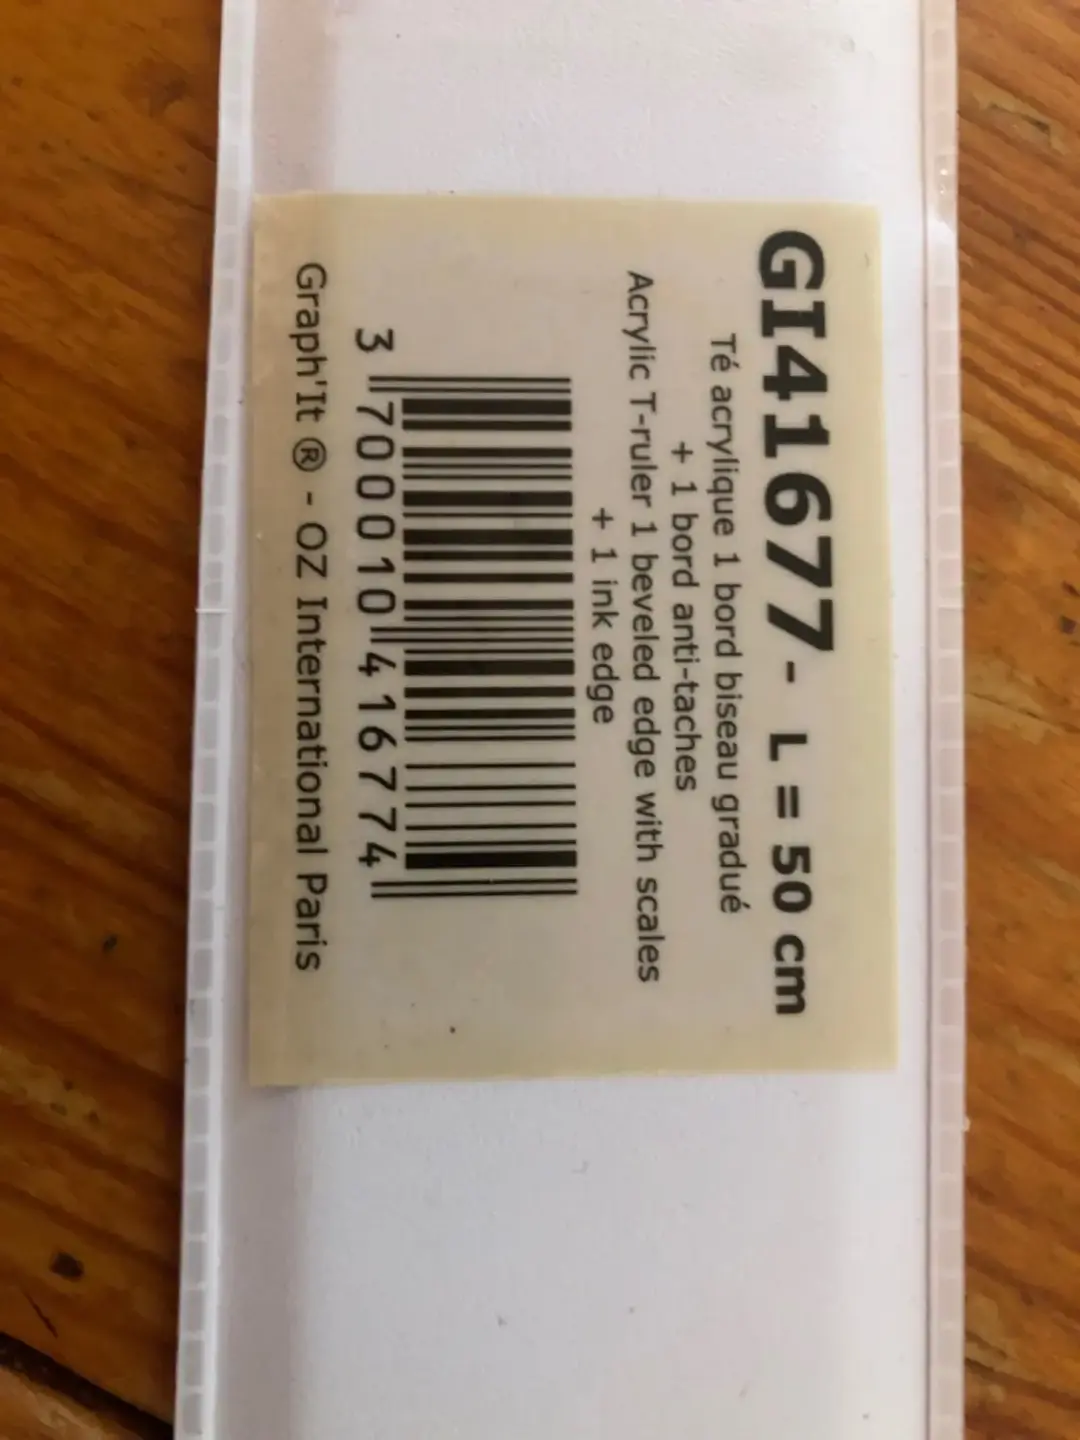 GI41677- L = 50 cm
Té acrylique 1 bord biseau gradué
+ 1 bord anti-taches
Acrylic T-ruler 1 beveled edge with scales
+ 1 ink edge
3 700010 416774
Graph'It ® - OZ International Paris